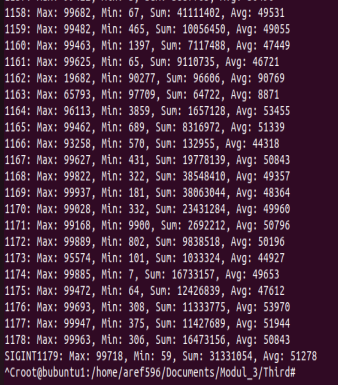 1158: Max: 99682, Min: 67, Sum: 41111402, Avg: 49531
1159: Max: 99482, Min: 465, Sum: 10056450, Avg: 49055
1160: Max: 99463, Min: 1397, Sum: 7117488, Avg: 47449
1161: Max: 99625, Min: 65, Sum: 9110735, Avg: 46721
1162: Max: 19682, Min: 90277, Sum: 96606, Avg: 90769
1163: Max: 65793, Min: 97709, Sum: 64722, Avg: 8871
1164: Max: 96113, Min: 3859, Sum: 1657128, Avg: 53455
1165: Max: 99462, Min: 689, Sum: 8316972, Avg: 51339
1166: Max: 93258, Min: 570, Sum: 132955, Avg: 44318
1167: Max: 99627, Min: 431, Sum: 19778139, Avg: 50843
1168: Max: 99822, Min: 322, Sum: 38548410, Avg: 49357
1169: Max: 99937, Min: 181, Sum: 38063044, Avg: 48364
1170: Max: 99028, Min: 332, Sum: 23431284, Avg: 49960
1171: Max: 99168, Min: 9900, Sum: 2692212, Avg: 50796
1172: Max: 99889, Min: 802, Sum: 9838518, Avg: 50196
1173: Max: 95574, Min: 101, Sum: 1033324, Avg: 44927
1174: Max: 99885, Min: 7, Sum: 16733157, Avg: 49653
1175: Max: 99472, Min: 64, Sum: 12426839, Avg: 47612
1176: Max: 99693, Min: 308, Sum: 11333775, Avg: 53970
1177: Max: 99947, Min: 375, Sum: 11427689, Avg: 51944
1178: Max: 99963, Min: 306, Sum: 16473156, Avg: 50843
SIGINT1179: Max: 99718, Min: 59, Sum: 31331054, Avg: 51278
^Croot@bubuntu1:/home/aref596/Documents/Modul_3/Third#